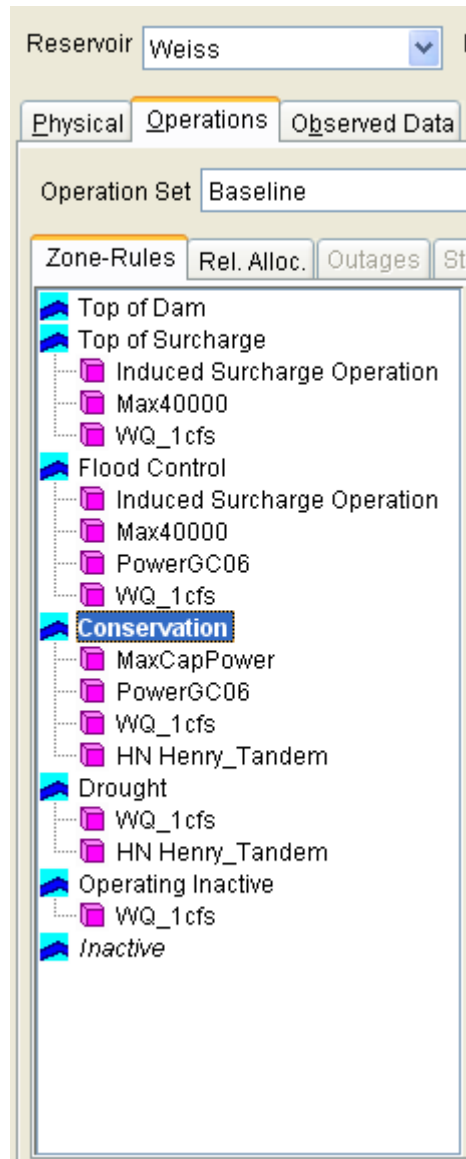 Reservoir Weiss
Physical Operations Observed Data
Operation Set Baseline
Zone-Rules Rel. Alloc. Outages St
Top of Dam
Top of Surcharge
Induced Surcharge Operation
Max40000
WQ_1cfs
Flood Control
Induced Surcharge Operation
Max40000
PowerGC06
WQ_1cfs
Conservation
MaxCapPower
PowerGC06
WQ_1cfs
HN Henry_Tandem
Drought
WQ_1cfs
HN Henry_Tandem
Operating Inactive
WQ_1cfs
Inactive